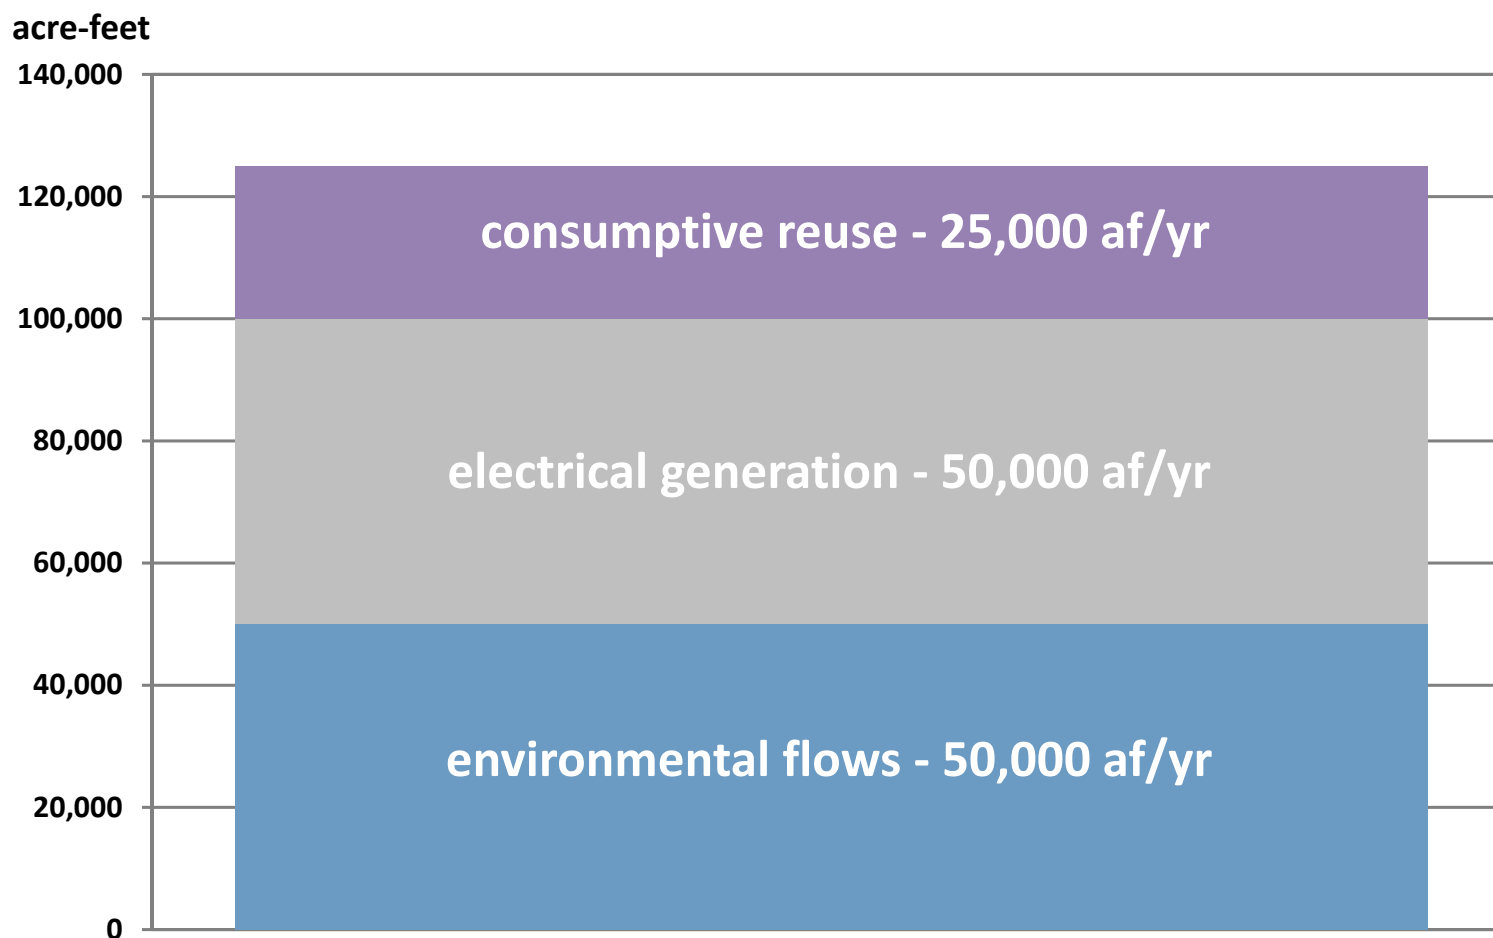 acre-feet
140,000
120,000
consumptive reuse - 25,000 af/yr
100,000
80,000
electrical generation - 50,000 af/yr
60,000
40,000
environmental flows - 50,000 af/yr
20,000
0